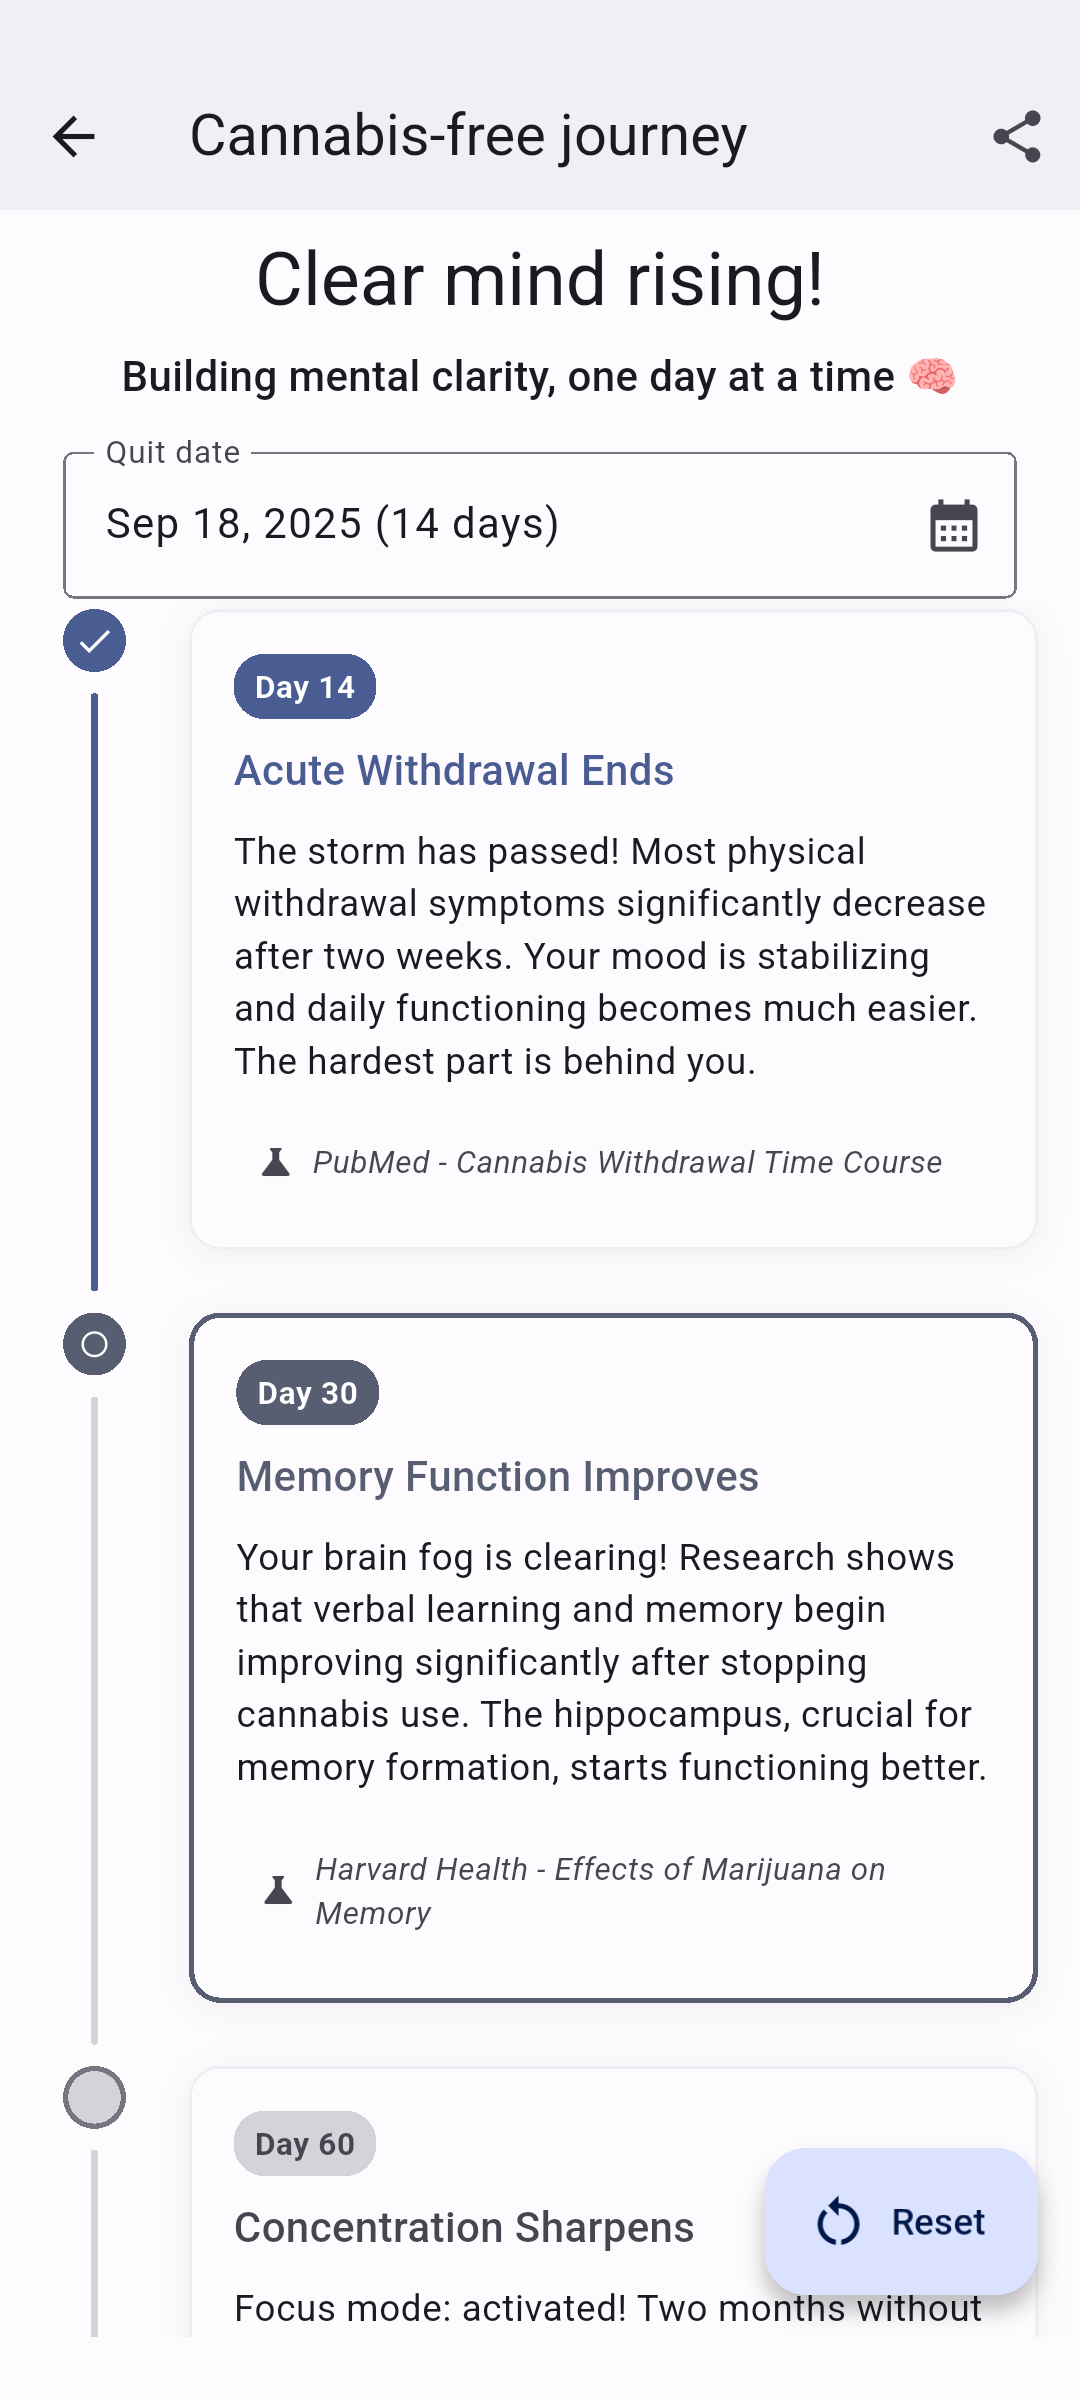 Cannabis-free journey
Clear mind rising!
Building mental clarity, one day at a time 🧠
Quit date
Sep 18, 2025 (14 days)
Day 14
Acute Withdrawal Ends
The storm has passed! Most physical
withdrawal symptoms significantly decrease
after two weeks. Your mood is stabilizing
and daily functioning becomes much easier.
The hardest part is behind you.
PubMed - Cannabis Withdrawal Time Course
Day 30
Memory Function Improves
Your brain fog is clearing! Research shows
that verbal learning and memory begin
improving significantly after stopping
cannabis use. The hippocampus, crucial for
memory formation, starts functioning better.
Harvard Health - Effects of Marijuana on
Memory
Day 60
Concentration Sharpens
Reset
Focus mode: activated! Two months without